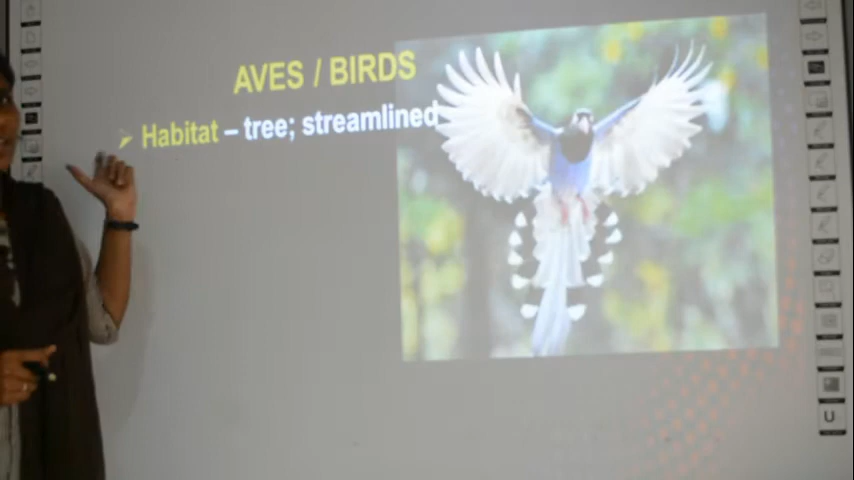 AVES / BIRDS
Habitat – tree; streamlined
U